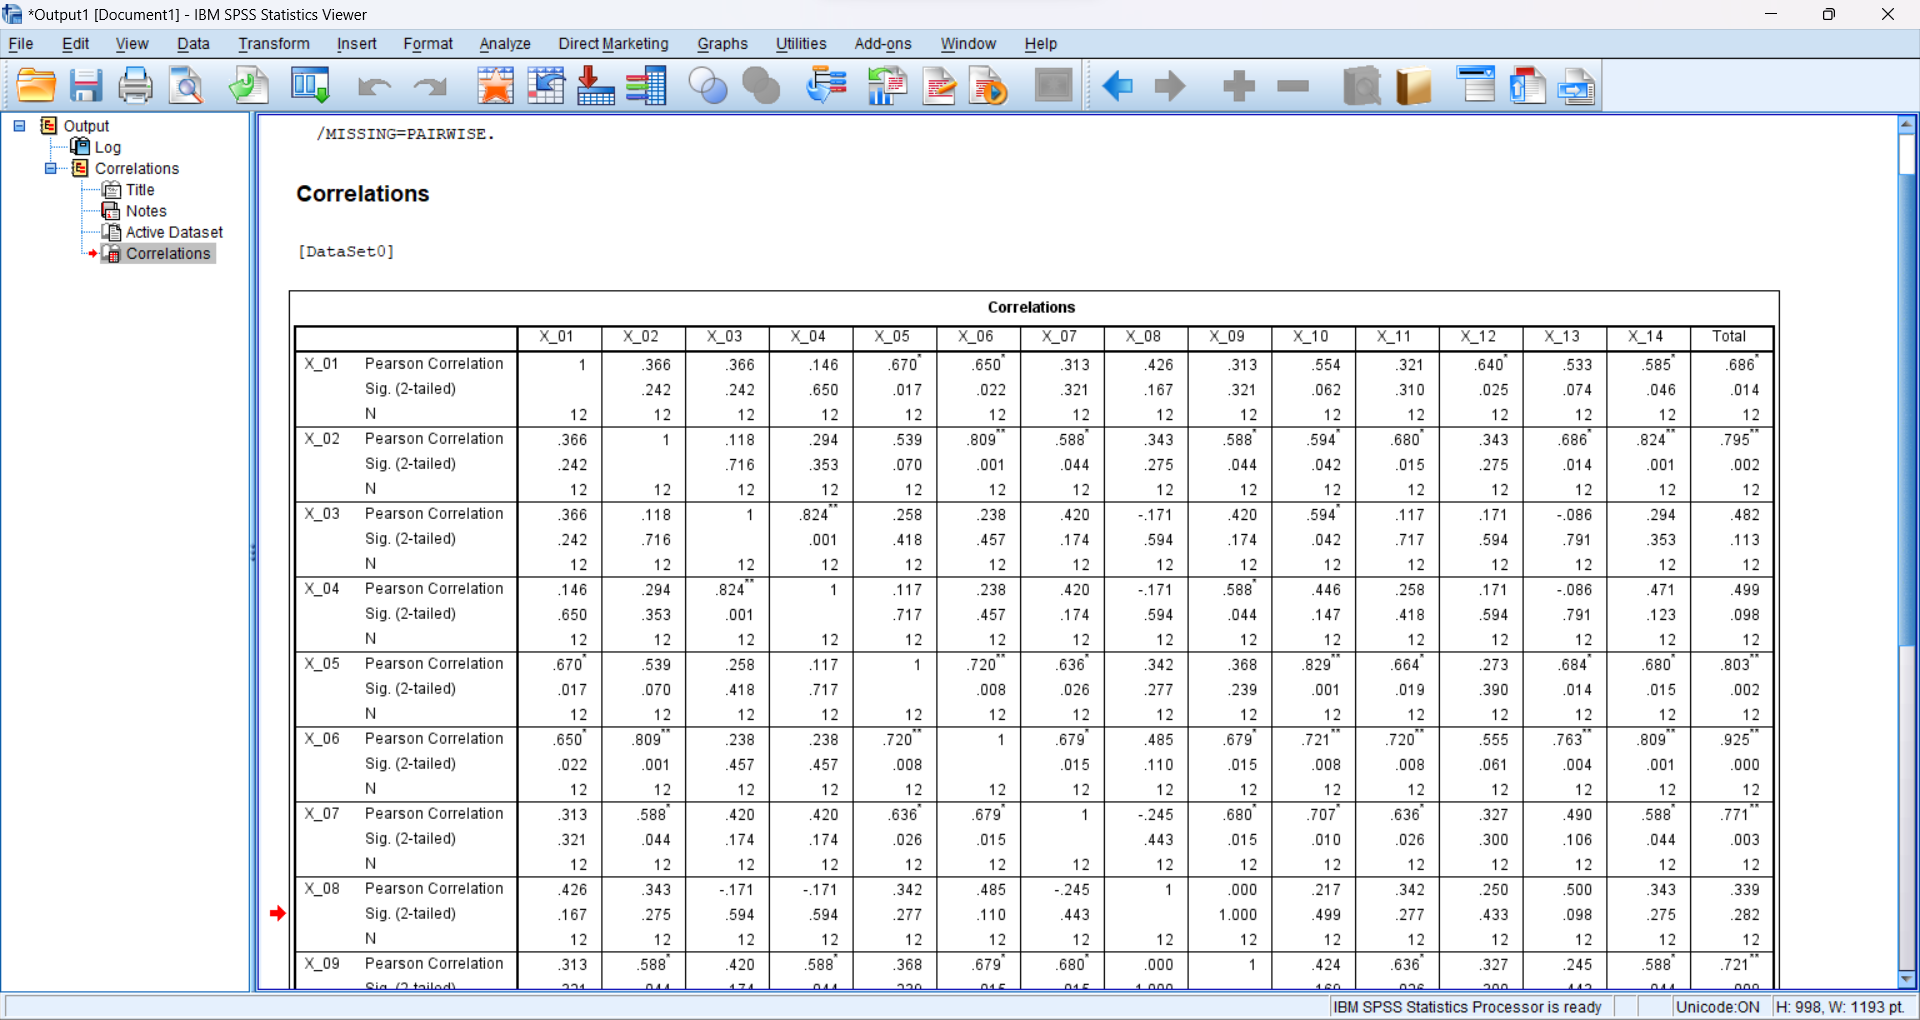 *Output1 [Document1] - IBM SPSS Statistics Viewer
File Edit View Data Transform Insert Format Analyze Direct Marketing Graphs Utilities Add-ons Window Help
Output
Log
Correlations
Title
Notes
Active Dataset
Correlations
/MISSING=PAIRWISE.
Correlations
[DataSet0]
Correlations
X_01 X_02 X_03 X_04 X_05 X_06 X_07 X_08 X_09 X_10 X_11 X_12 X_13 X_14 Total
X_01 Pearson Correlation 1 .366 .366 .146 .670* .650* .313 .426 .313 .554 .321 .640* .533 .585* .686*
Sig. (2-tailed) .242 .242 .650 .017 .022 .321 .167 .321 .062 .310 .025 .074 .046 .014
N 12 12 12 12 12 12 12 12 12 12 12 12 12 12 12
X_02 Pearson Correlation .366 1 .118 .294 .539 .809** .588* .343 .588* .594* .680* .343 .686* .824** .795**
Sig. (2-tailed) .242 .716 .353 .070 .001 .044 .275 .044 .042 .015 .275 .014 .001 .002
N 12 12 12 12 12 12 12 12 12 12 12 12 12 12 12
X_03 Pearson Correlation .366 .118 1 .824** .258 .238 .420 -.171 .420 .594* .117 .171 -.086 .294 .482
Sig. (2-tailed) .242 .716 .001 .418 .457 .174 .594 .174 .042 .717 .594 .791 .353 .113
N 12 12 12 12 12 12 12 12 12 12 12 12 12 12 12
X_04 Pearson Correlation .146 .294 .824** 1 .117 .238 .420 -.171 .588* .446 .258 .171 -.086 .471 .499
Sig. (2-tailed) .650 .353 .001 .717 .457 .174 .594 .044 .147 .418 .594 .791 .123 .098
N 12 12 12 12 12 12 12 12 12 12 12 12 12 12 12
X_05 Pearson Correlation .670* .539 .258 .117 1 .720** .636* .342 .368 .829** .664* .273 .684* .680* .803**
Sig. (2-tailed) .017 .070 .418 .717 .008 .026 .277 .239 .001 .019 .390 .014 .015 .002
N 12 12 12 12 12 12 12 12 12 12 12 12 12 12 12
X_06 Pearson Correlation .650* .809** .238 .238 .720** 1 .679* .485 .679* .721** .720** .555 .763** .809** .925**
Sig. (2-tailed) .022 .001 .457 .457 .008 .015 .110 .015 .008 .008 .061 .004 .001 .000
N 12 12 12 12 12 12 12 12 12 12 12 12 12 12 12
X_07 Pearson Correlation .313 .588* .420 .420 .636* .679* 1 -.245 .680* .707* .636* .327 .490 .588* .771**
Sig. (2-tailed) .321 .044 .174 .174 .026 .015 .443 .015 .010 .026 .300 .106 .044 .003
N 12 12 12 12 12 12 12 12 12 12 12 12 12 12 12
X_08 Pearson Correlation .426 .343 -.171 -.171 .342 .485 -.245 1 .000 .217 .342 .250 .500 .343 .339
Sig. (2-tailed) .167 .275 .594 .594 .277 .110 .443 1.000 .499 .277 .433 .098 .275 .282
N 12 12 12 12 12 12 12 12 12 12 12 12 12 12 12
X_09 Pearson Correlation .313 .588* .420 .588* .368 .679* .680* .000 1 .424 .636* .327 .245 .588* .721**
Sig. (2-tailed)
IBM SPSS Statistics Processor is ready Unicode:ON H: 998, W: 1193 pt.